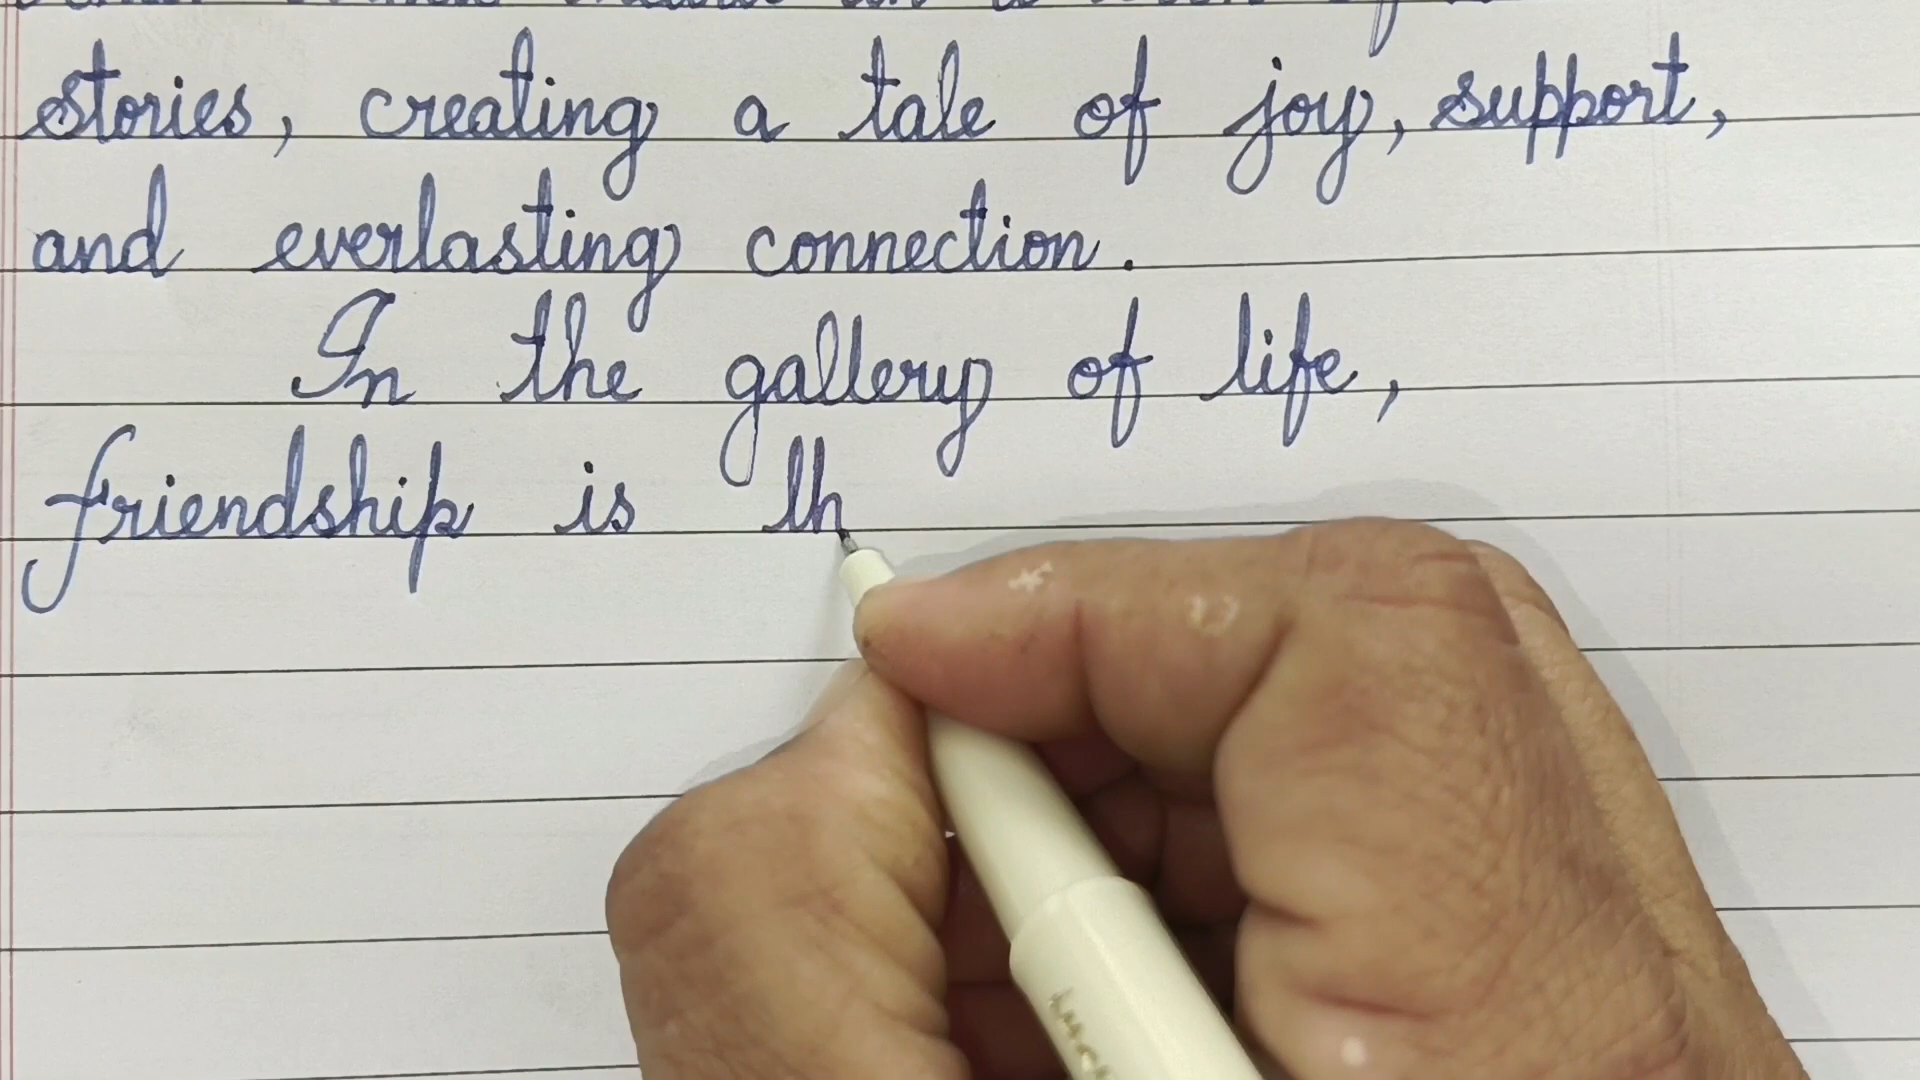 stories, creating a tale of joy, support,
and everlasting connection.
In the gallery of life,
friendship is th